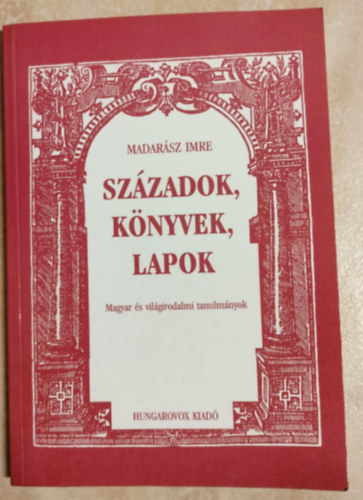 MADARÁSZ IMRE
SZÁZADOK,
KÖNYVEK,
LAPOK
Magyar és világirodalmi tanulmányok
HUNGAROVOX KIADÓ